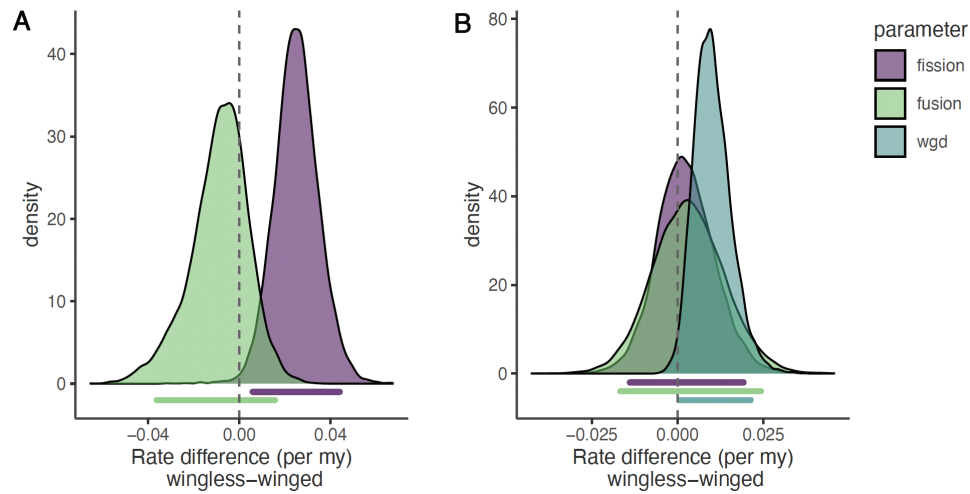 A
density
40
30
20
10
0
−0.04
0.00
0.04
Rate difference (per my)
wingless−winged
B
density
80
60
40
20
0
−0.025
0.000
0.025
Rate difference (per my)
wingless−winged
parameter
fission
fusion
wgd